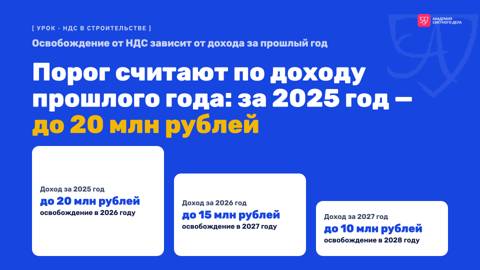 [ УРОК · НДС В СТРОИТЕЛЬСТВЕ ]
АКАДЕМИЯ
СМЕТНОГО ДЕЛА
Освобождение от НДС зависит от дохода за прошлый год
Порог считают по доходу
прошлого года: за 2025 год —
до 20 млн рублей
Доход за 2025 год
до 20 млн рублей
освобождение в 2026 году
Доход за 2026 год
до 15 млн рублей
освобождение в 2027 году
Доход за 2027 год
до 10 млн рублей
освобождение в 2028 году